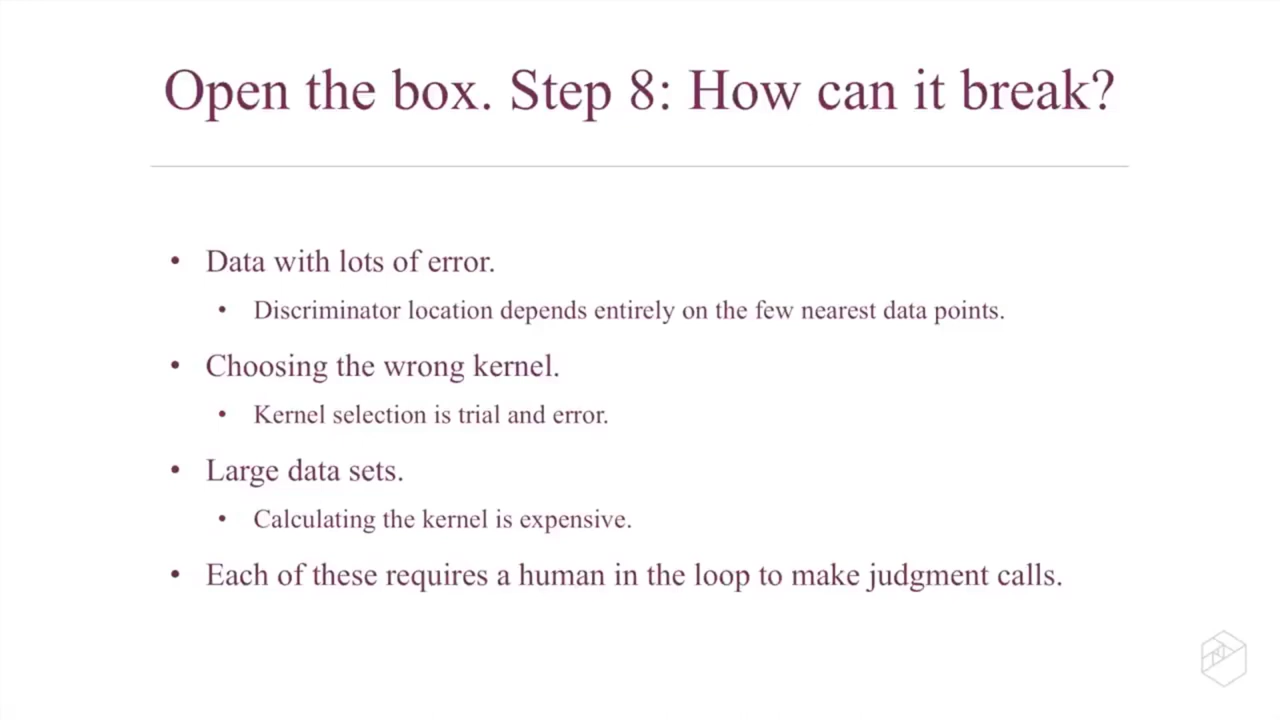 Open the box. Step 8: How can it break?
• Data with lots of error.
• Discriminator location depends entirely on the few nearest data points.
• Choosing the wrong kernel.
• Kernel selection is trial and error.
• Large data sets.
• Calculating the kernel is expensive.
• Each of these requires a human in the loop to make judgment calls.